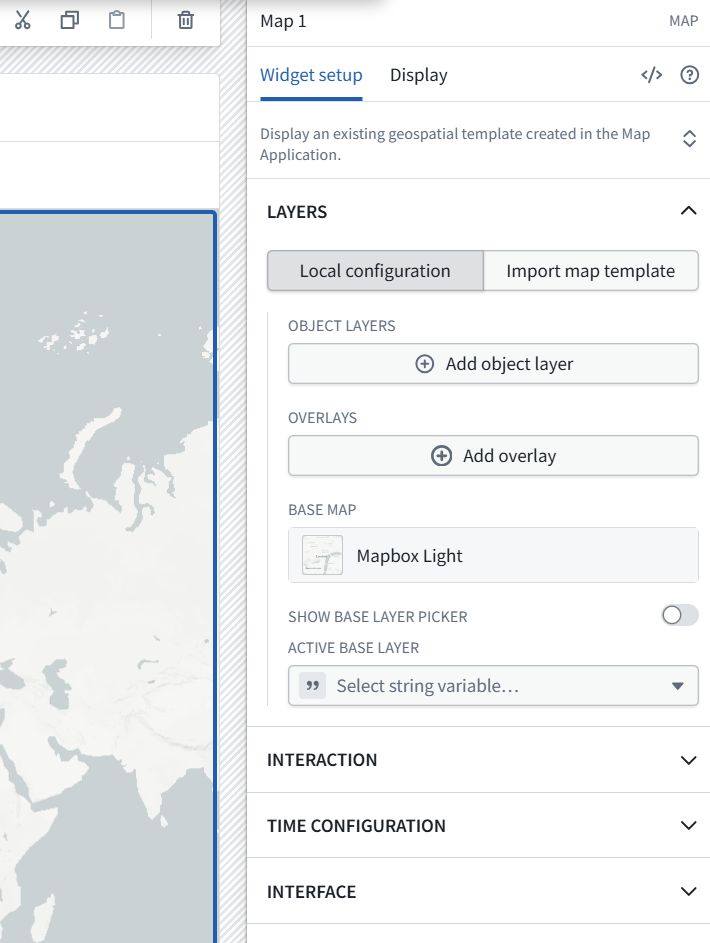 Map 1
MAP
Widget setup
Display
Display an existing geospatial template created in the Map
Application.
LAYERS
Local configuration
Import map template
OBJECT LAYERS
Add object layer
OVERLAYS
Add overlay
BASE MAP
Mapbox Light
SHOW BASE LAYER PICKER
ACTIVE BASE LAYER
Select string variable…
INTERACTION
TIME CONFIGURATION
INTERFACE